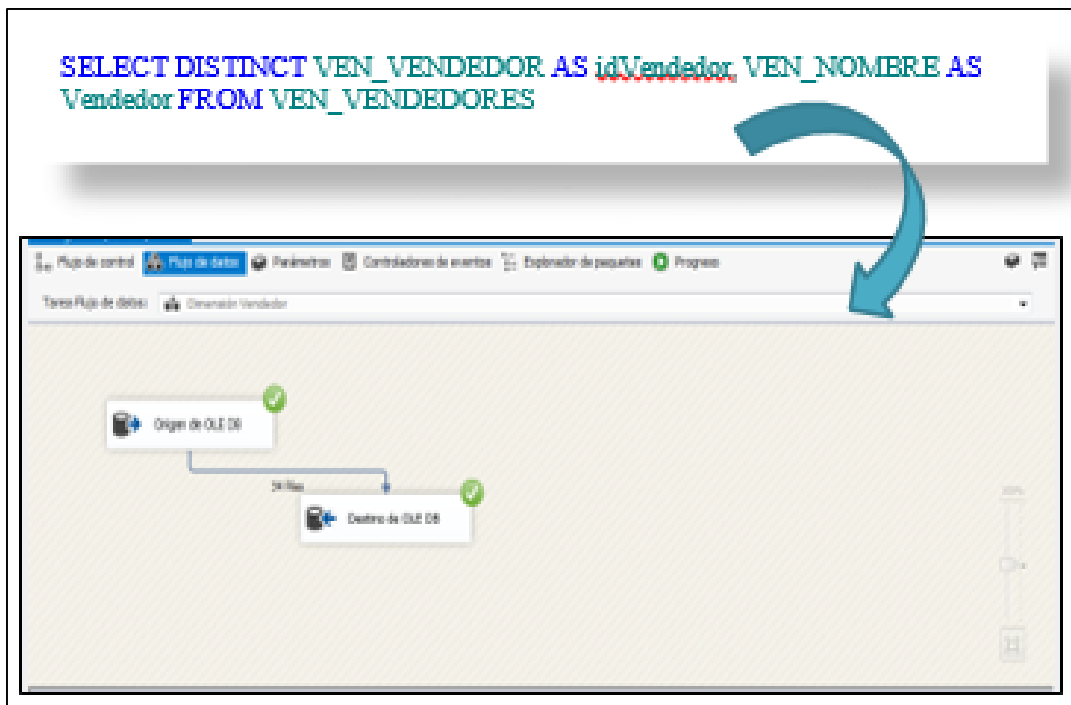 SELECT DISTINCT VEN_VENDEDOR AS idVendedor, VEN_NOMBRE AS
Vendedor FROM VEN_VENDEDORES
Flujo de control Flujo de datos Parámetros Controladores de eventos Explorador de paquetes Progreso
Tarea Flujo de datos: Dimensión Vendedor
Origen de OLE DB
filas
Destino de OLE DB